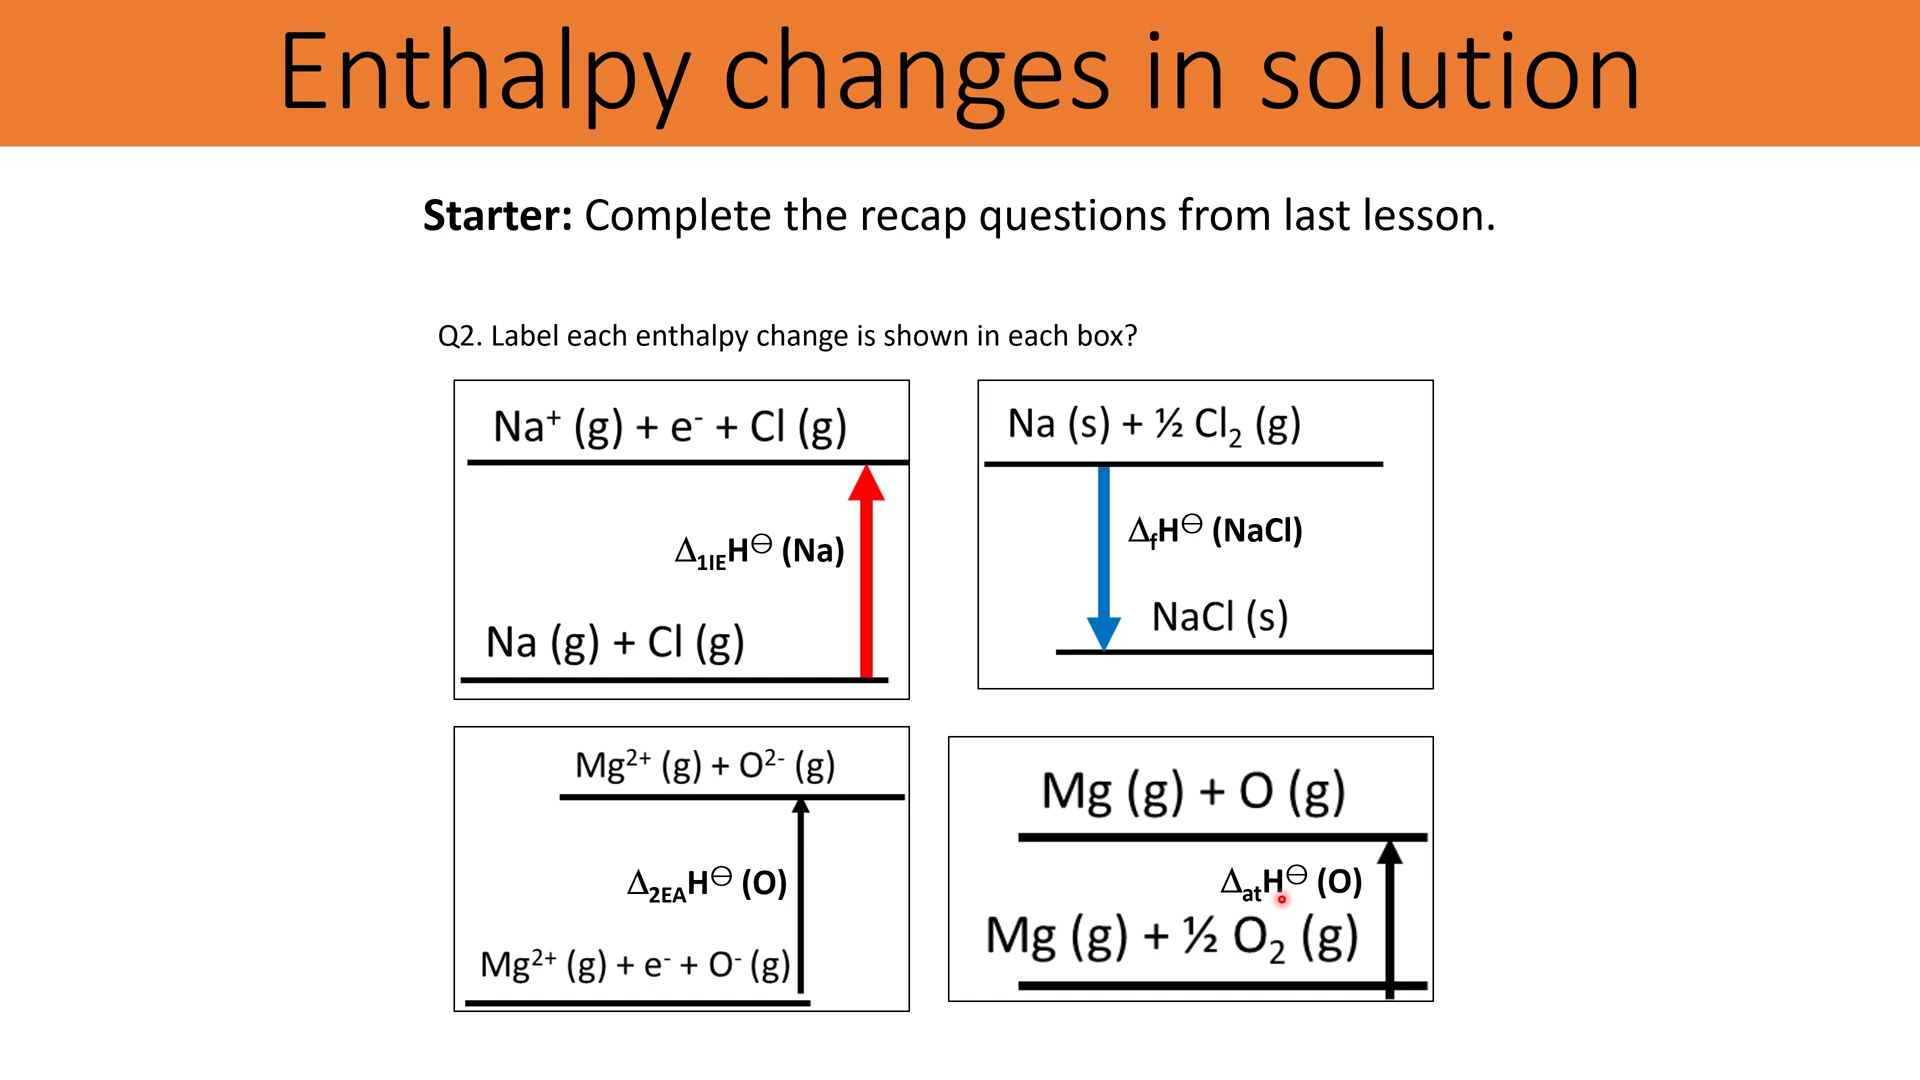 Enthalpy changes in solution
Starter: Complete the recap questions from last lesson.
Q2. Label each enthalpy change is shown in each box?
Na⁺ (g) + e⁻ + Cl (g)
Δ₁ᵢₑH⊖ (Na)
Na (g) + Cl (g)
Na (s) + ½ Cl₂ (g)
ΔfH⊖ (NaCl)
NaCl (s)
Mg²⁺ (g) + O²⁻ (g)
Δ2EAH⊖ (O)
Mg²⁺ (g) + e⁻ + O⁻ (g)
Mg (g) + O (g)
ΔatH⊖ (O)
Mg (g) + ½ O₂ (g)